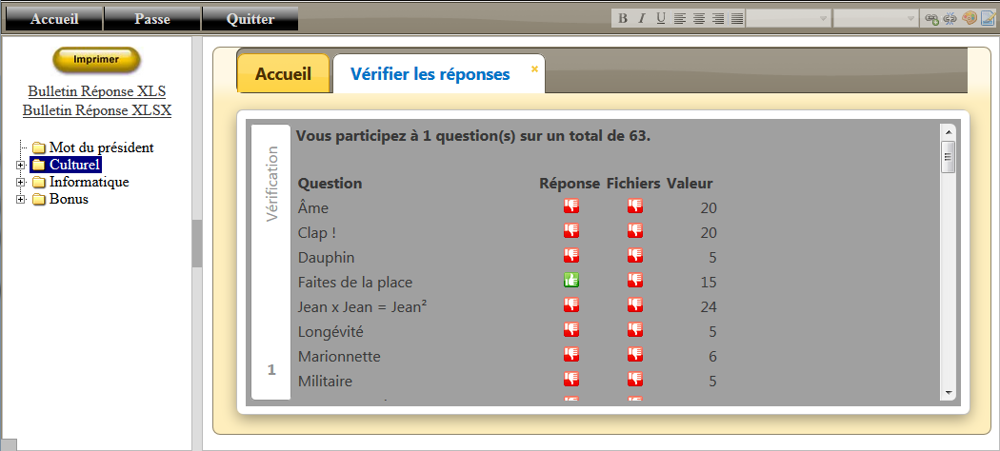 Accueil Passe Quitter B I U
Imprimer
Bulletin Réponse XLS
Bulletin Réponse XLSX
Mot du président
Culturel
Informatique
Bonus
Accueil Vérifier les réponses x
Vérification
1
Vous participez à 1 question(s) sur un total de 63.
Question Réponse Fichiers Valeur
Âme 20
Clap ! 20
Dauphin 5
Faites de la place 15
Jean x Jean = Jean² 24
Longévité 5
Marionnette 6
Militaire 5